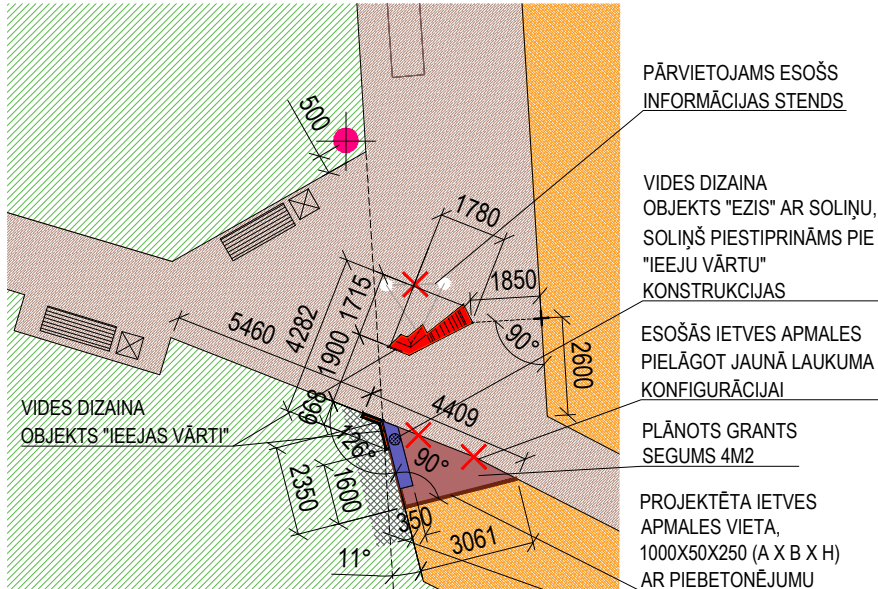 PĀRVIETOJAMS ESOŠS
INFORMĀCIJAS STENDS
VIDES DIZAINA
OBJEKTS "EZIS" AR SOLIŅU,
SOLIŅŠ PIESTIPRINĀMS PIE
"IEEJU VĀRTU"
KONSTRUKCIJAS
ESOŠĀS IETVES APMALES
PIELĀGOT JAUNĀ LAUKUMA
KONFIGURĀCIJAI
PLĀNOTS GRANTS
SEGUMS 4M2
PROJEKTĒTA IETVES
APMALES VIETA,
1000X50X250 (A X B X H)
AR PIEBETONĒJUMU
VIDES DIZAINA
OBJEKTS "IEEJAS VĀRTI"
500
1780
1715
1850
4282
5460
1900
90°
2600
4409
668
126°
90°
2350
1600
350
3061
11°